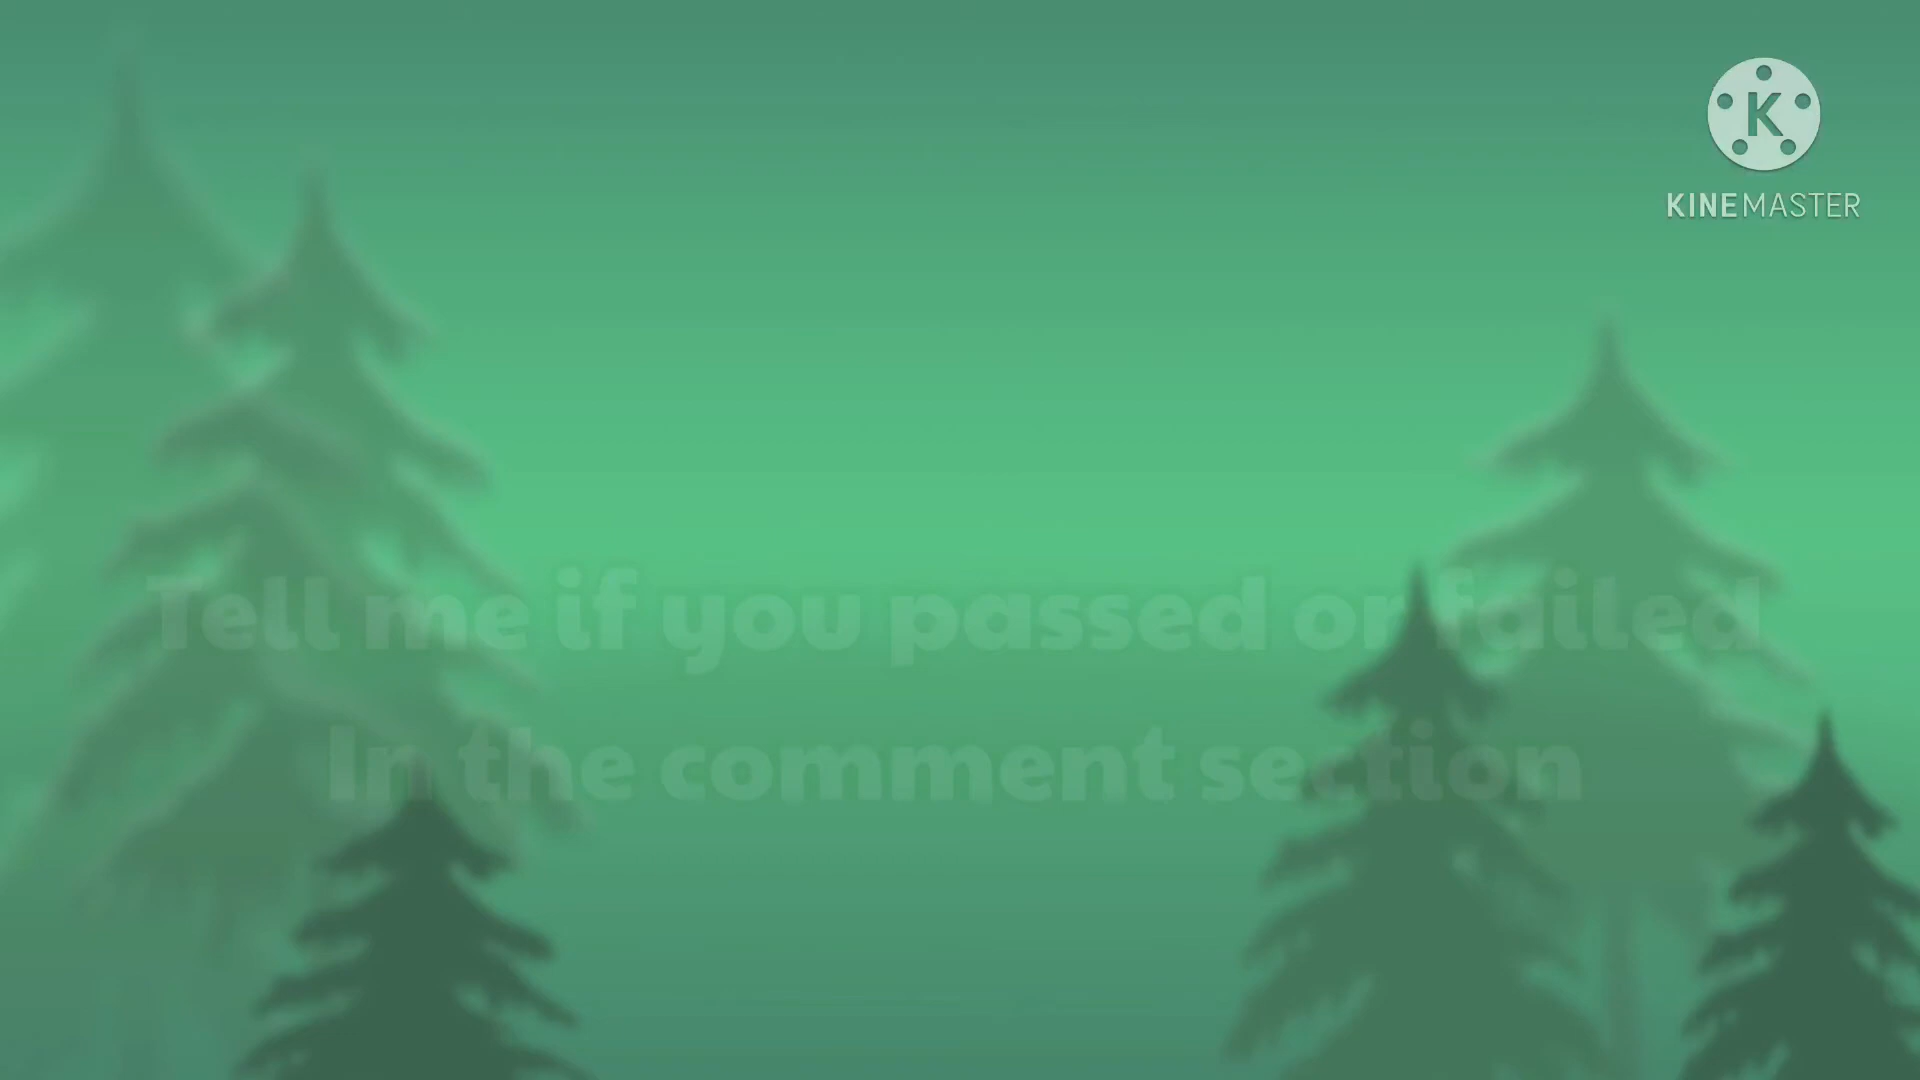 K
KINEMASTER
Tell me if you passed or failed
In the comment section